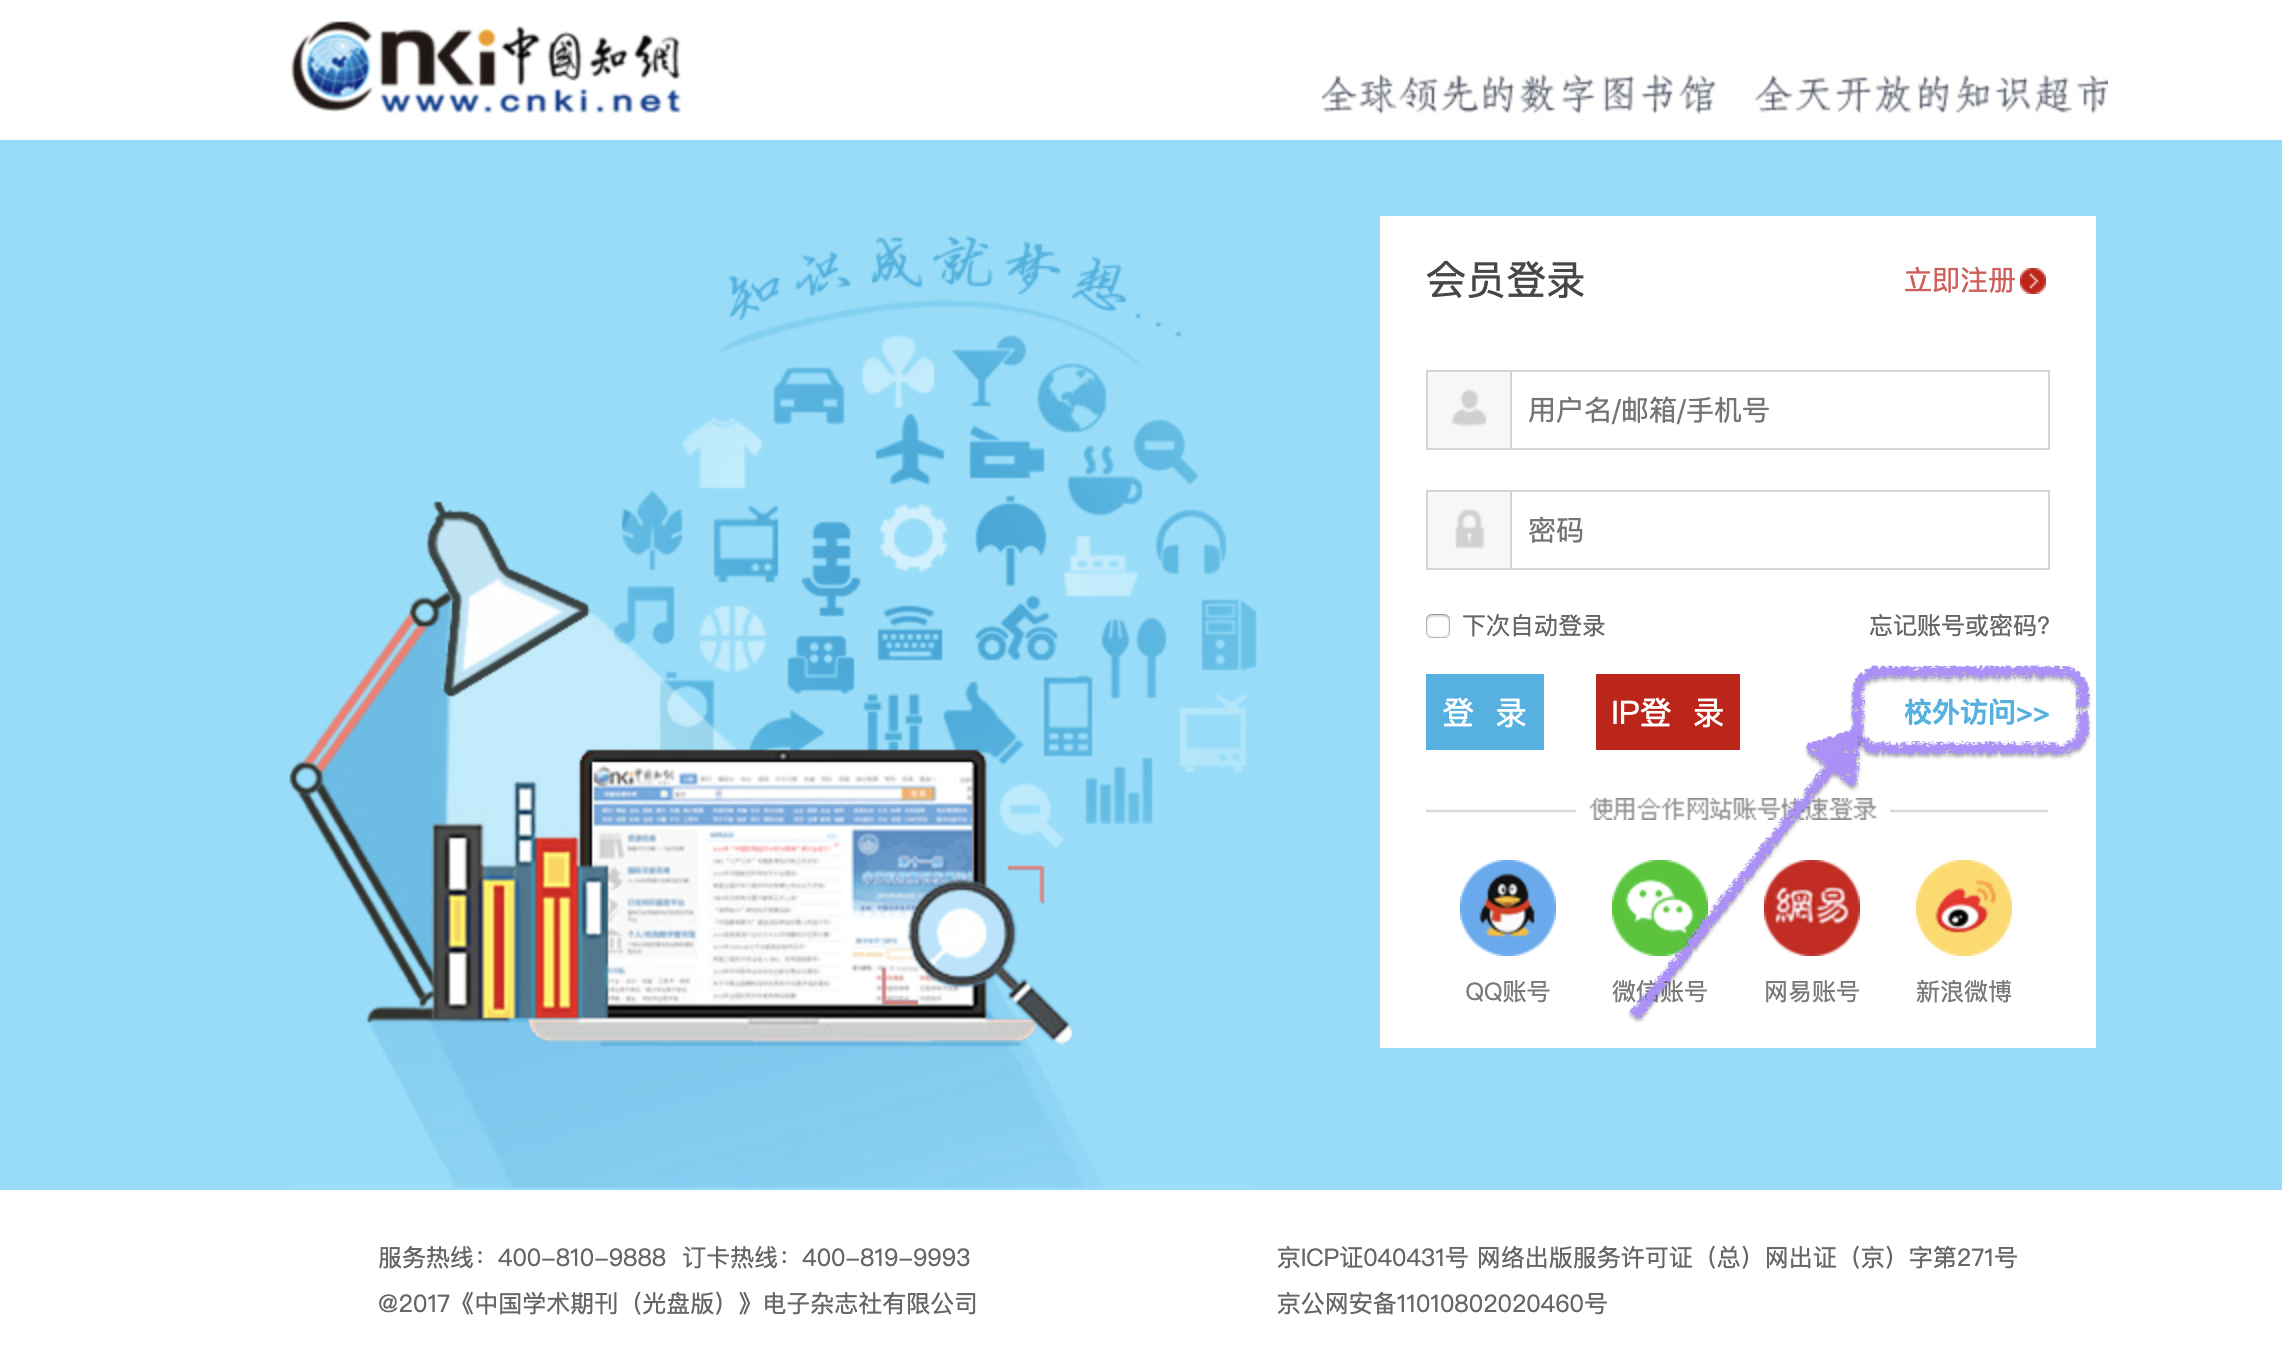 cnki中國知網
www.cnki.net
全球领先的数字图书馆 全天开放的知识超市
知识成就梦想...
会员登录
立即注册
用户名/邮箱/手机号
密码
下次自动登录
忘记账号或密码?
登 录
IP登 录
校外访问>>
使用合作网站账号快速登录
網易
QQ账号
微信账号
网易账号
新浪微博
服务热线：400-810-9888 订卡热线：400-819-9993
京ICP证040431号 网络出版服务许可证（总）网出证（京）字第271号
@2017《中国学术期刊（光盘版）》电子杂志社有限公司
京公网安备11010802020460号